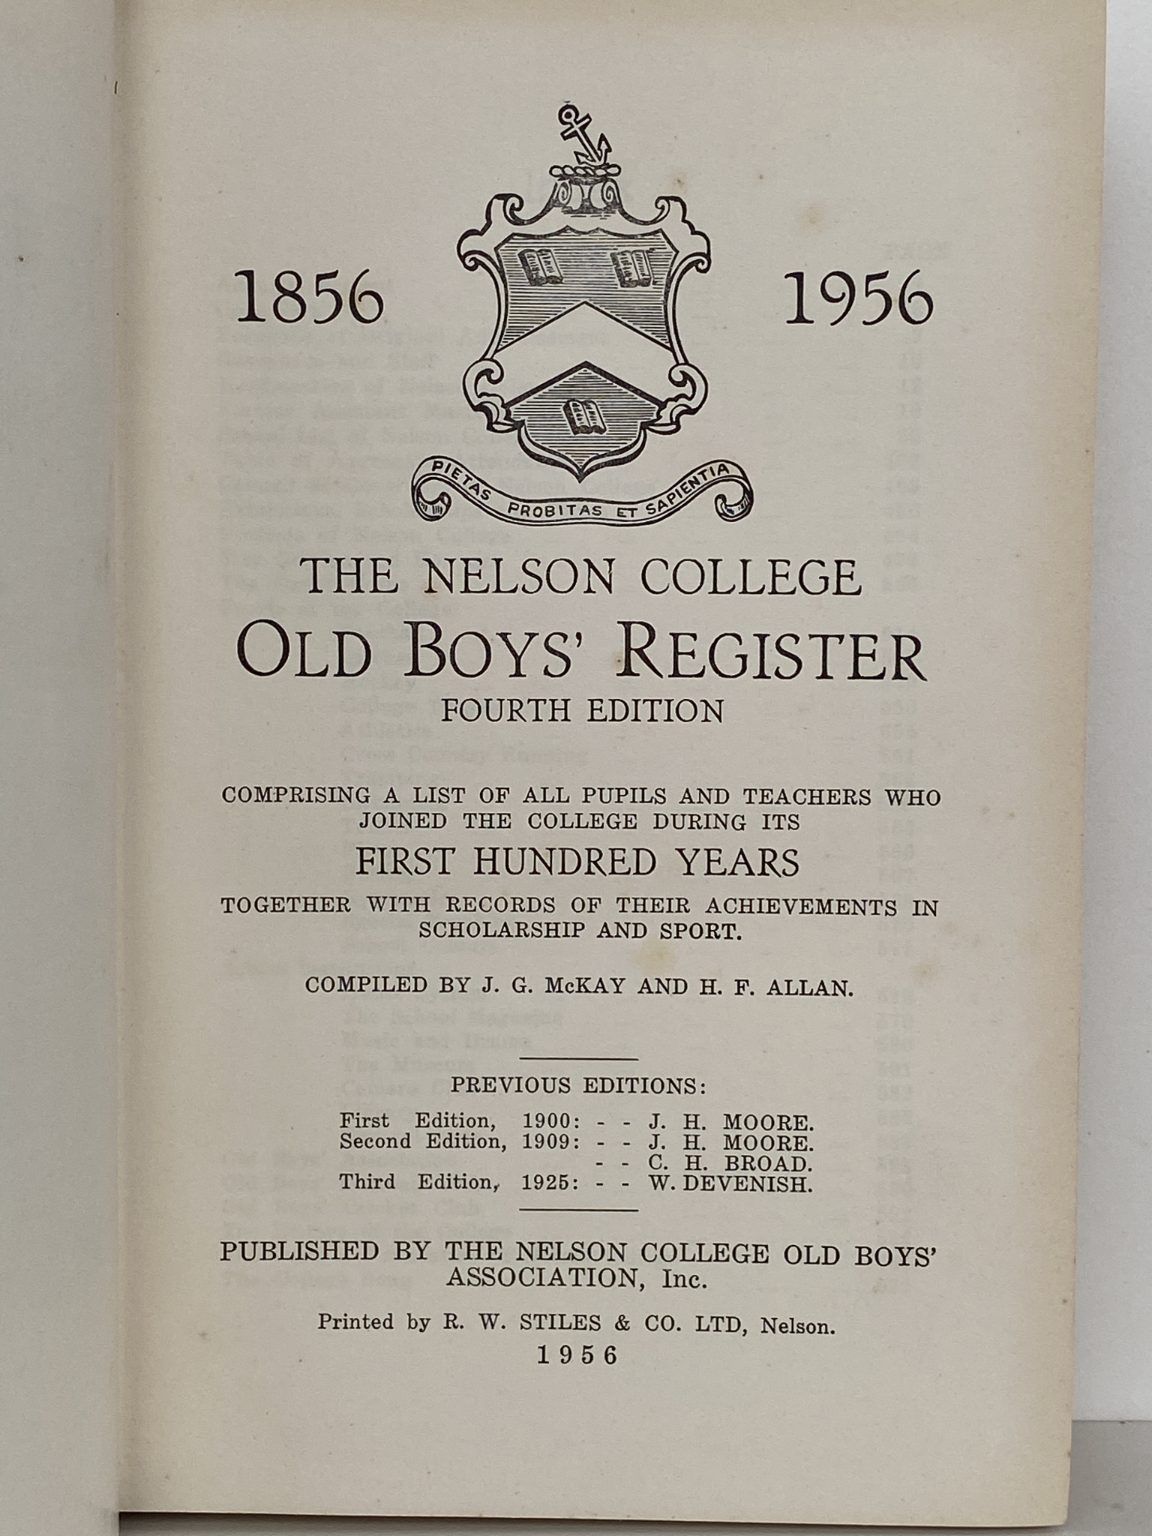 1856 1956
PIETAS PROBITAS ET SAPIENTIA
THE NELSON COLLEGE
OLD BOYS' REGISTER
FOURTH EDITION
COMPRISING A LIST OF ALL PUPILS AND TEACHERS WHO
JOINED THE COLLEGE DURING ITS
FIRST HUNDRED YEARS
TOGETHER WITH RECORDS OF THEIR ACHIEVEMENTS IN
SCHOLARSHIP AND SPORT.
COMPILED BY J. G. McKAY AND H. F. ALLAN.
PREVIOUS EDITIONS:
First Edition, 1900: - - J. H. MOORE.
Second Edition, 1909: - - J. H. MOORE.
- - C. H. BROAD.
Third Edition, 1925: - - W. DEVENISH.
PUBLISHED BY THE NELSON COLLEGE OLD BOYS'
ASSOCIATION, Inc.
Printed by R. W. STILES & CO. LTD, Nelson.
1956